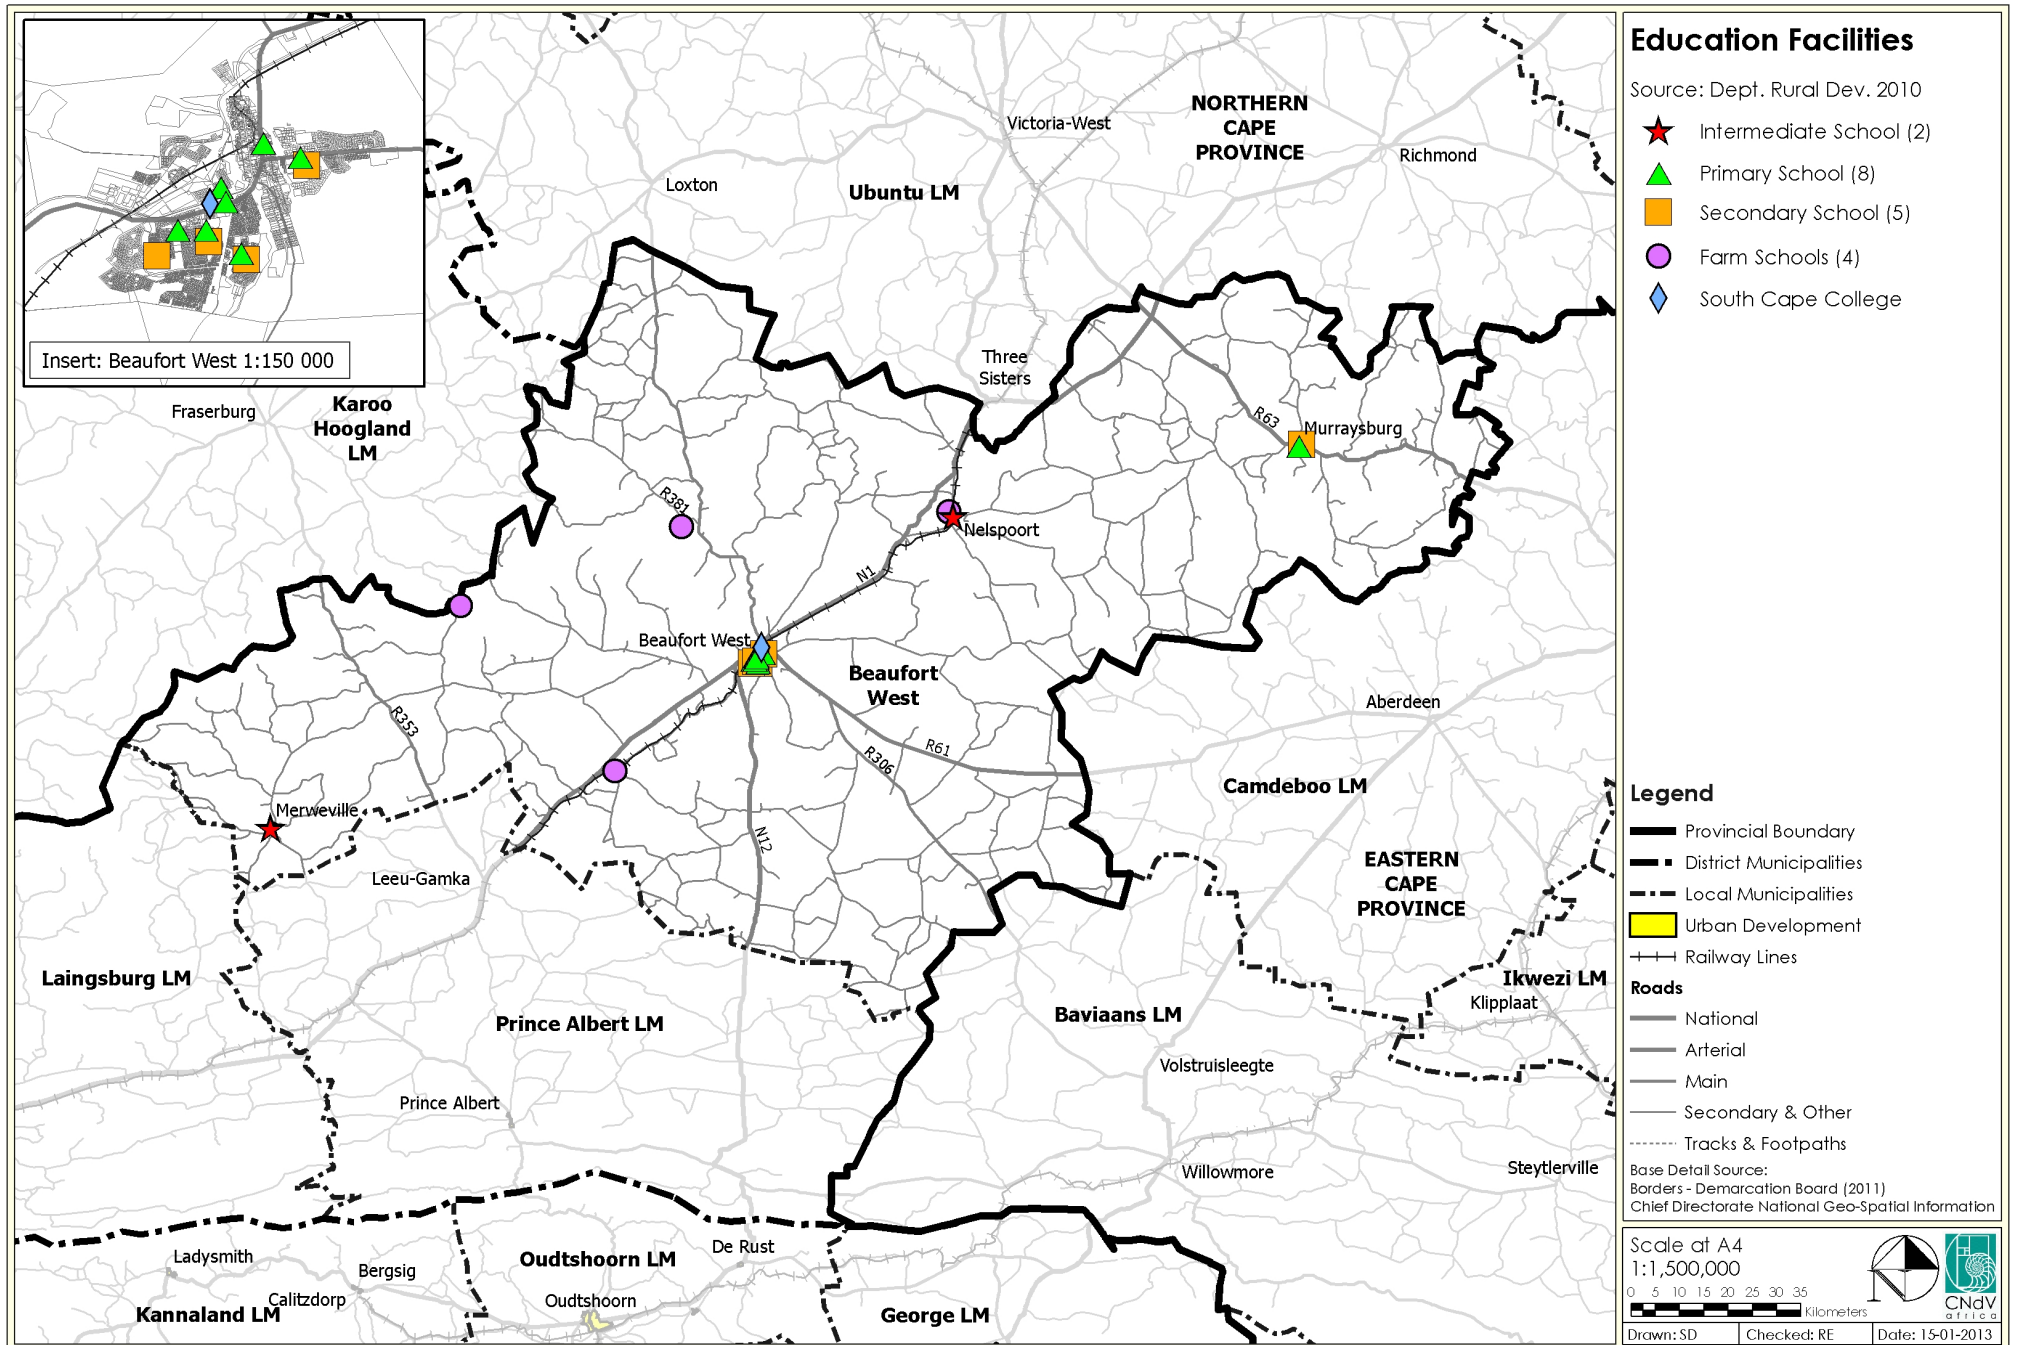 Insert: Beaufort West 1:150 000
NORTHERN
CAPE
PROVINCE
Victoria-West
Richmond
Loxton
Ubuntu LM
Three
Sisters
Fraserburg
Karoo
Hoogland
LM
R63
Murraysburg
R381
Nelspoort
N1
Beaufort West
Beaufort
West
Aberdeen
R353
R61
R306
Camdeboo LM
Merweville
N12
Leeu-Gamka
EASTERN
CAPE
PROVINCE
Laingsburg LM
Ikwezi LM
Klipplaat
Prince Albert LM
Baviaans LM
Volstruisleegte
Prince Albert
Willowmore
Steytlerville
Ladysmith
Oudtshoorn LM
De Rust
Bergsig
Calitzdorp
Oudtshoorn
Kannaland LM
George LM
Education Facilities
Source: Dept. Rural Dev. 2010
Intermediate School (2)
Primary School (8)
Secondary School (5)
Farm Schools (4)
South Cape College
Legend
Provincial Boundary
District Municipalities
Local Municipalities
Urban Development
Railway Lines
Roads
National
Arterial
Main
Secondary & Other
Tracks & Footpaths
Base Detail Source:
Borders - Demarcation Board (2011)
Chief Directorate National Geo-Spatial Information
Scale at A4
1:1,500,000
0 5 10 15 20 25 30 35
Kilometers
CNdV
africa
Drawn: SD
Checked: RE
Date: 15-01-2013